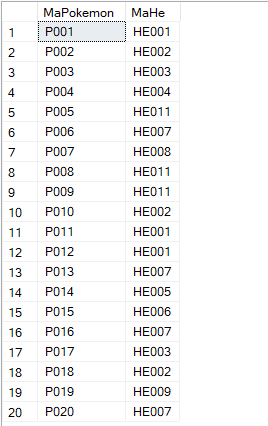 MaPokemon MaHe
1 P001 HE001
2 P002 HE002
3 P003 HE003
4 P004 HE004
5 P005 HE011
6 P006 HE007
7 P007 HE008
8 P008 HE011
9 P009 HE011
10 P010 HE002
11 P011 HE001
12 P012 HE001
13 P013 HE007
14 P014 HE005
15 P015 HE006
16 P016 HE007
17 P017 HE003
18 P018 HE002
19 P019 HE009
20 P020 HE007